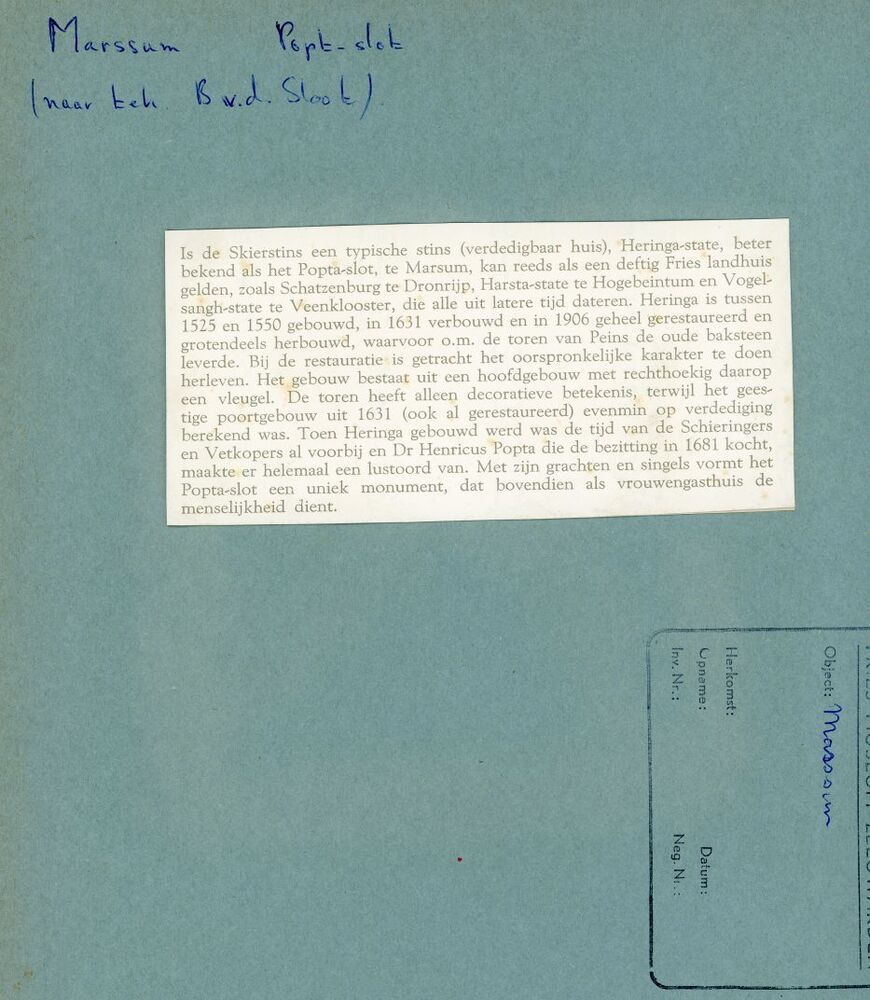 Marssum Popt-slot
(naar tek. B v.d. Sloot)
Is de Skierstins een typische stins (verdedigbaar huis), Heringa-state, beter
bekend als het Popta-slot, te Marsum, kan reeds als een deftig Fries landhuis
gelden, zoals Schatzenburg te Dronrijp, Harsta-state te Hogebeintum en Vogel-
sangh-state te Veenklooster, die alle uit latere tijd dateren. Heringa is tussen
1525 en 1550 gebouwd, in 1631 verbouwd en in 1906 geheel gerestaureerd en
grotendeels herbouwd, waarvoor o.m. de toren van Peins de oude baksteen
leverde. Bij de restauratie is getracht het oorspronkelijke karakter te doen
herleven. Het gebouw bestaat uit een hoofdgebouw met rechthoekig daarop
een vleugel. De toren heeft alleen decoratieve betekenis, terwijl het gees-
tige poortgebouw uit 1631 (ook al gerestaureerd) evenmin op verdediging
berekend was. Toen Heringa gebouwd werd was de tijd van de Schieringers
en Vetkopers al voorbij en Dr Henricus Popta die de bezitting in 1681 kocht,
maakte er helemaal een lustoord van. Met zijn grachten en singels vormt het
Popta-slot een uniek monument, dat bovendien als vrouwengasthuis de
menselijkheid dient.
Object: Marssum
Herkomst:
Opname: Datum:
Inv. Nr.: Neg. Nr.: